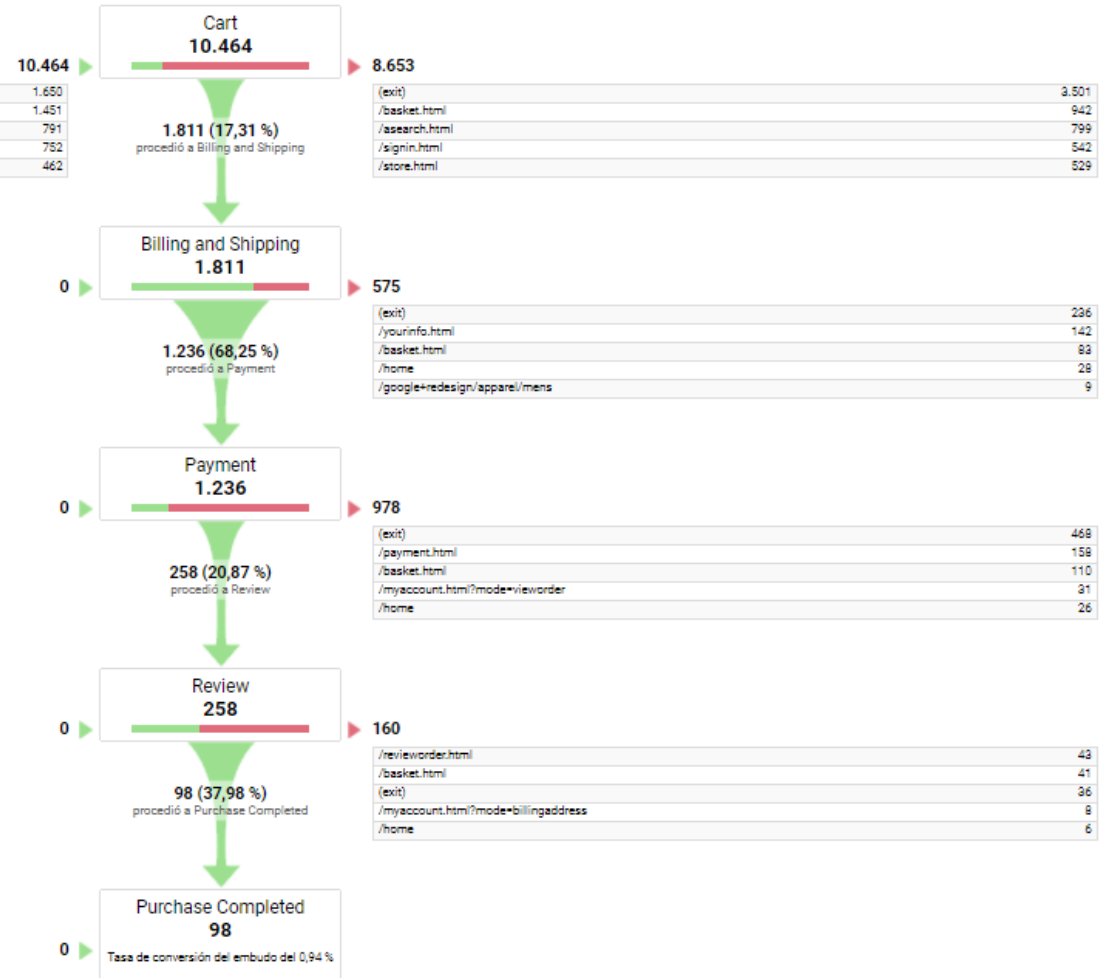 Cart
10.464
10.464
8.653
1.650
1.451
791
752
462
(exit) 3.501
/basket.html 942
/asearch.html 799
/signin.html 542
/store.html 529
1.811 (17,31 %)
procedió a Billing and Shipping
Billing and Shipping
1.811
0
575
(exit) 236
/yourinfo.html 142
/basket.html 83
/home 28
/google+redesign/apparel/mens 9
1.236 (68,25 %)
procedió a Payment
Payment
1.236
0
978
(exit) 468
/payment.html 158
/basket.html 110
/myaccount.html?mode=vieworder 31
/home 26
258 (20,87 %)
procedió a Review
Review
258
0
160
/revieworder.html 43
/basket.html 41
(exit) 36
/myaccount.html?mode=billingaddress 8
/home 6
98 (37,98 %)
procedió a Purchase Completed
Purchase Completed
98
0
Tasa de conversión del embudo del 0,94 %